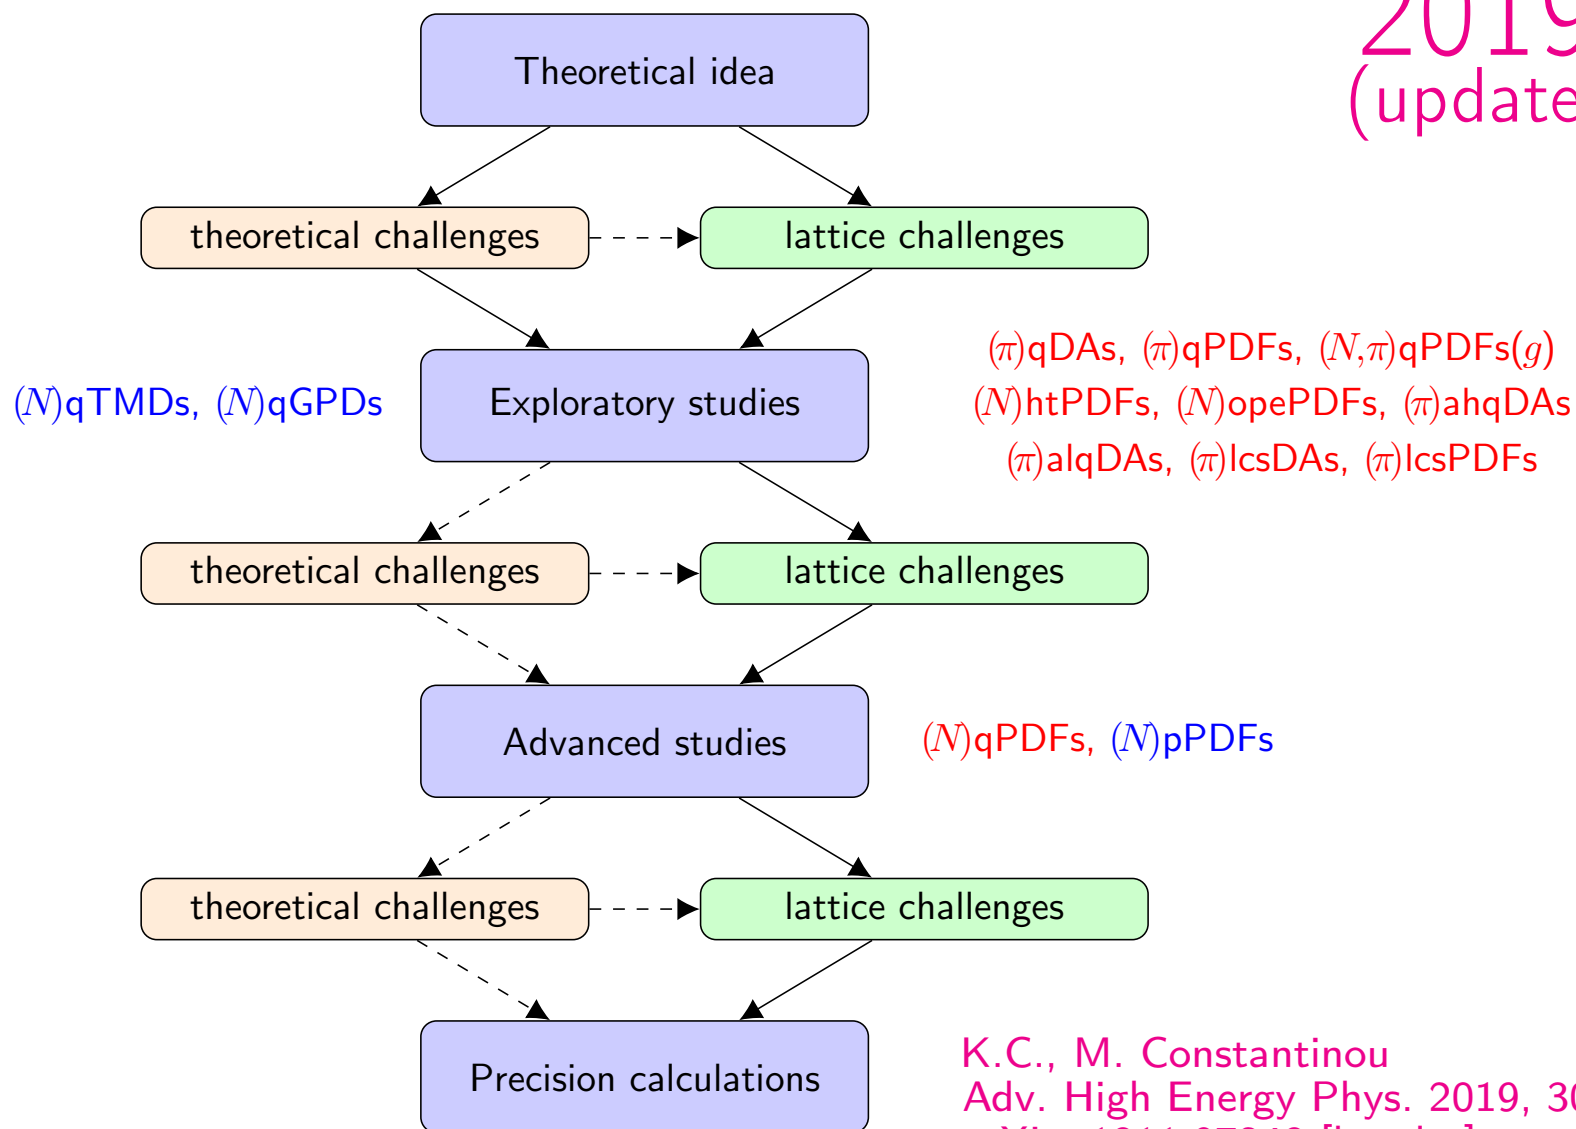 2019
(update
Theoretical idea
theoretical challenges
lattice challenges
(N)qTMDs, (N)qGPDs
Exploratory studies
(π)qDAs, (π)qPDFs, (N,π)qPDFs(g)
(N)htPDFs, (N)opePDFs, (π)ahqDAs
(π)alqDAs, (π)lcsDAs, (π)lcsPDFs
theoretical challenges
lattice challenges
Advanced studies
(N)qPDFs, (N)pPDFs
theoretical challenges
lattice challenges
Precision calculations
K.C., M. Constantinou
Adv. High Energy Phys. 2019, 30